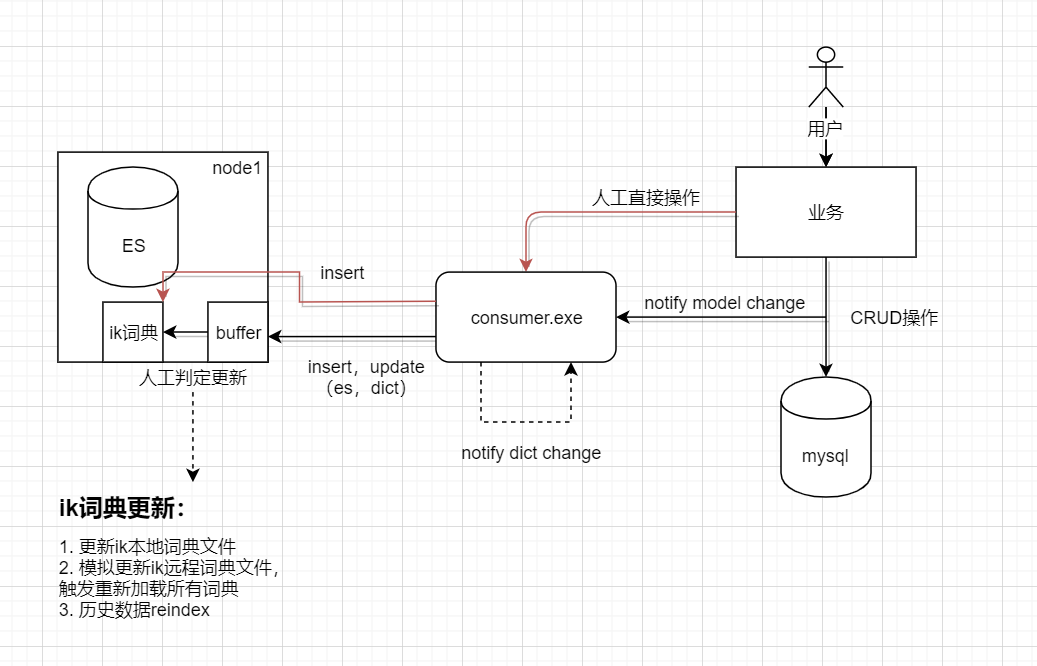 用户
node1
人工直接操作
业务
ES
insert
notify model change
CRUD操作
consumer.exe
ik词典
buffer
insert，update
（es，dict）
人工判定更新
notify dict change
mysql
ik词典更新：
1. 更新ik本地词典文件
2. 模拟更新ik远程词典文件，
触发重新加载所有词典
3. 历史数据reindex